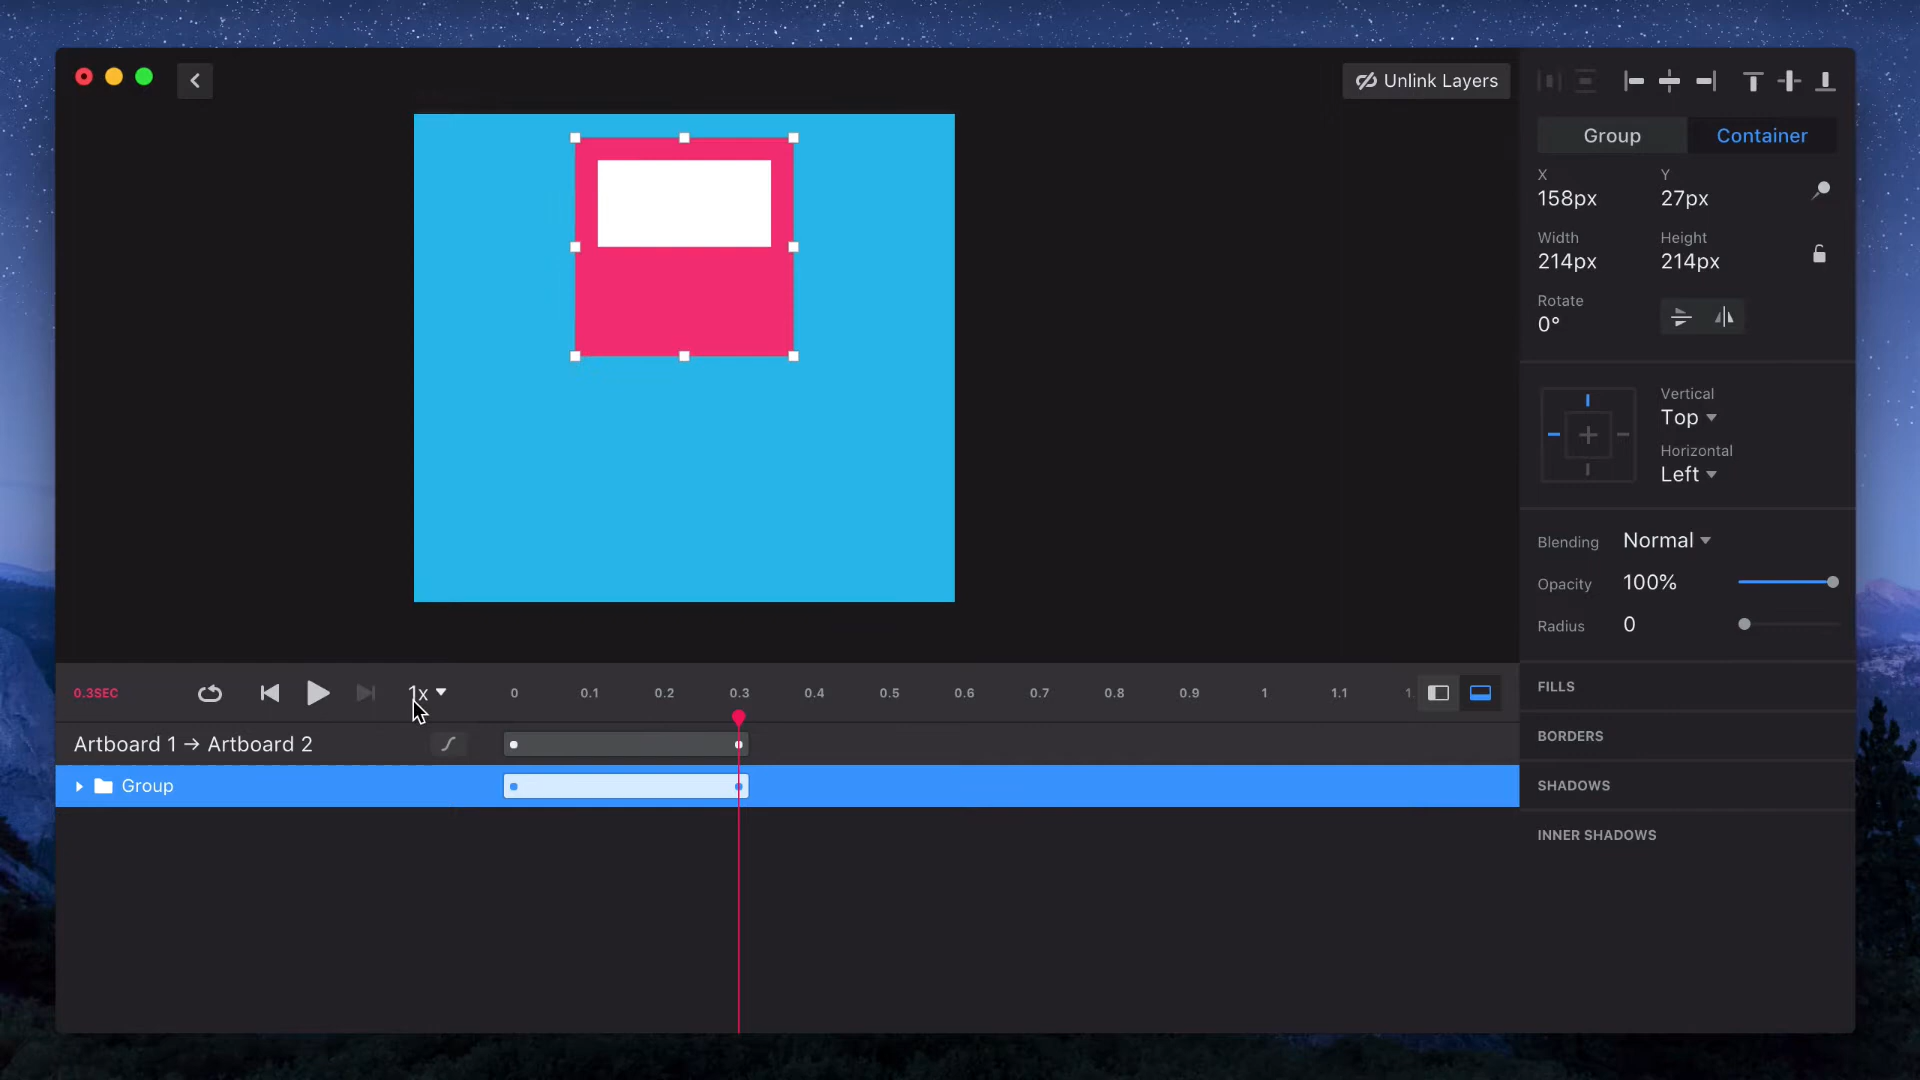 Unlink Layers
Group
Container
X
Y
158px
27px
Width
Height
214px
214px
Rotate
0°
Vertical
Top
Horizontal
Left
Blending
Normal
Opacity
100%
Radius
0
FILLS
BORDERS
SHADOWS
INNER SHADOWS
0.3SEC
1x
0 0.1 0.2 0.3 0.4 0.5 0.6 0.7 0.8 0.9 1 1.1 1.
Artboard 1 → Artboard 2
Group